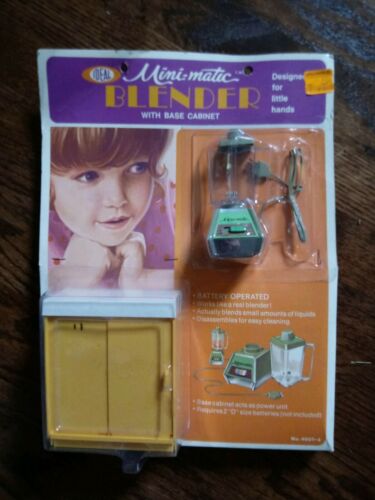 IDEAL
Mini-matic™
BLENDER
WITH BASE CABINET
Designed
for
little
hands
Mini-matic
• BATTERY OPERATED
• Works like a real blender!
• Actually blends small amounts of liquids
• Disassembles for easy cleaning.
• Base cabinet acts as power unit
• Requires 2 "D" size batteries (not included)